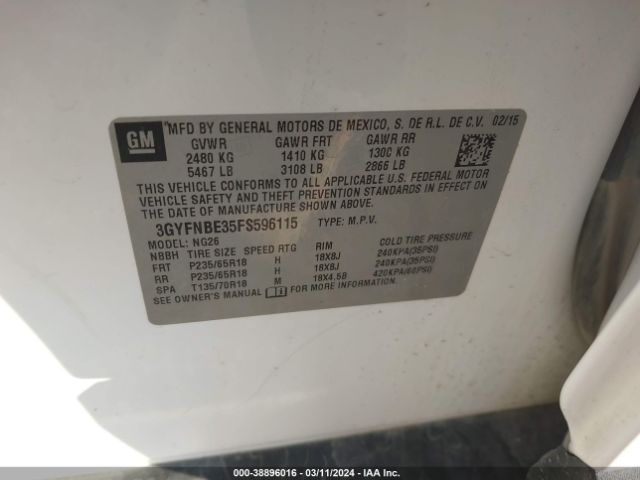 GM
"MFD BY GENERAL MOTORS DE MEXICO, S. DE R.L. DE C.V. 02/15
GVWR GAWR FRT GAWR RR
2480 KG 1410 KG 1300 KG
5467 LB 3108 LB 2866 LB
THIS VEHICLE CONFORMS TO ALL APPLICABLE U.S. FEDERAL MOTOR
VEHICLE SAFETY AND THEFT PREVENTION STANDARDS IN EFFECT
ON THE DATE OF MANUFACTURE SHOWN ABOVE.
3GYFNBE35FS596115 TYPE: M.P.V.
MODEL: NG26
NBBH TIRE SIZE SPEED RTG RIM COLD TIRE PRESSURE
FRT P235/65R18 H 18X8J 240KPA(35PSI)
RR P235/65R18 H 18X8J 240KPA(35PSI)
SPA T135/70R18 M 18X4.5B 420KPA(60PSI)
SEE OWNER'S MANUAL FOR MORE INFORMATION.
000-38896016 - 03/11/2024 - IAA Inc.